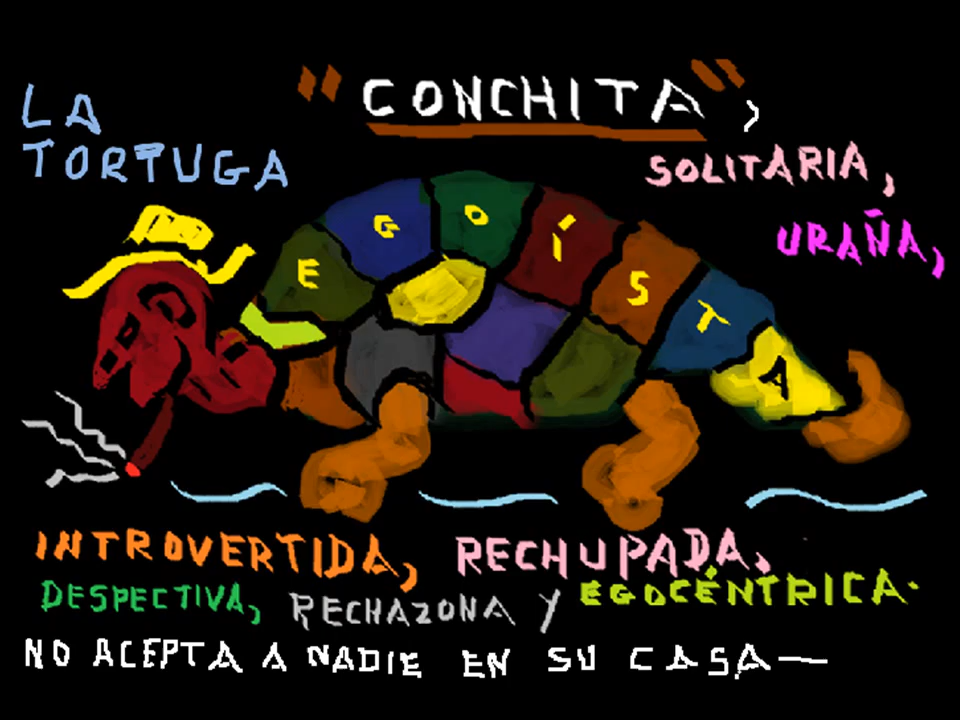 LA
TORTUGA
"CONCHITA",
SOLITARIA,
URAÑA,
EGOÍSTA
INTROVERTIDA, RECHUPADA,
DESPECTIVA, RECHAZONA Y EGOCÉNTRICA.
NO ACEPTA A NADIE EN SU CASA—